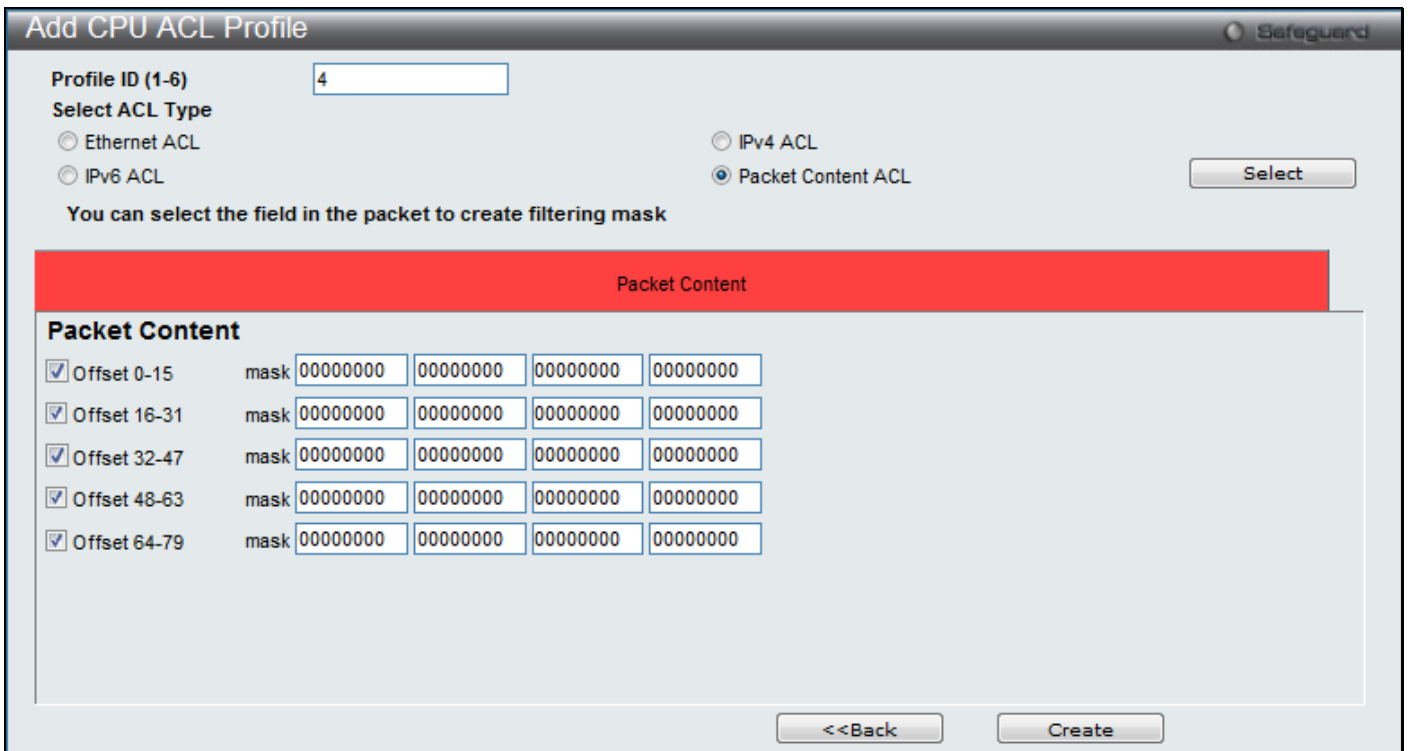 Add CPU ACL Profile Safeguard
Profile ID (1-6) 4
Select ACL Type
Ethernet ACL IPv4 ACL
IPv6 ACL Packet Content ACL Select
You can select the field in the packet to create filtering mask
Packet Content
Packet Content
Offset 0-15 mask 00000000 00000000 00000000 00000000
Offset 16-31 mask 00000000 00000000 00000000 00000000
Offset 32-47 mask 00000000 00000000 00000000 00000000
Offset 48-63 mask 00000000 00000000 00000000 00000000
Offset 64-79 mask 00000000 00000000 00000000 00000000
<<Back Create